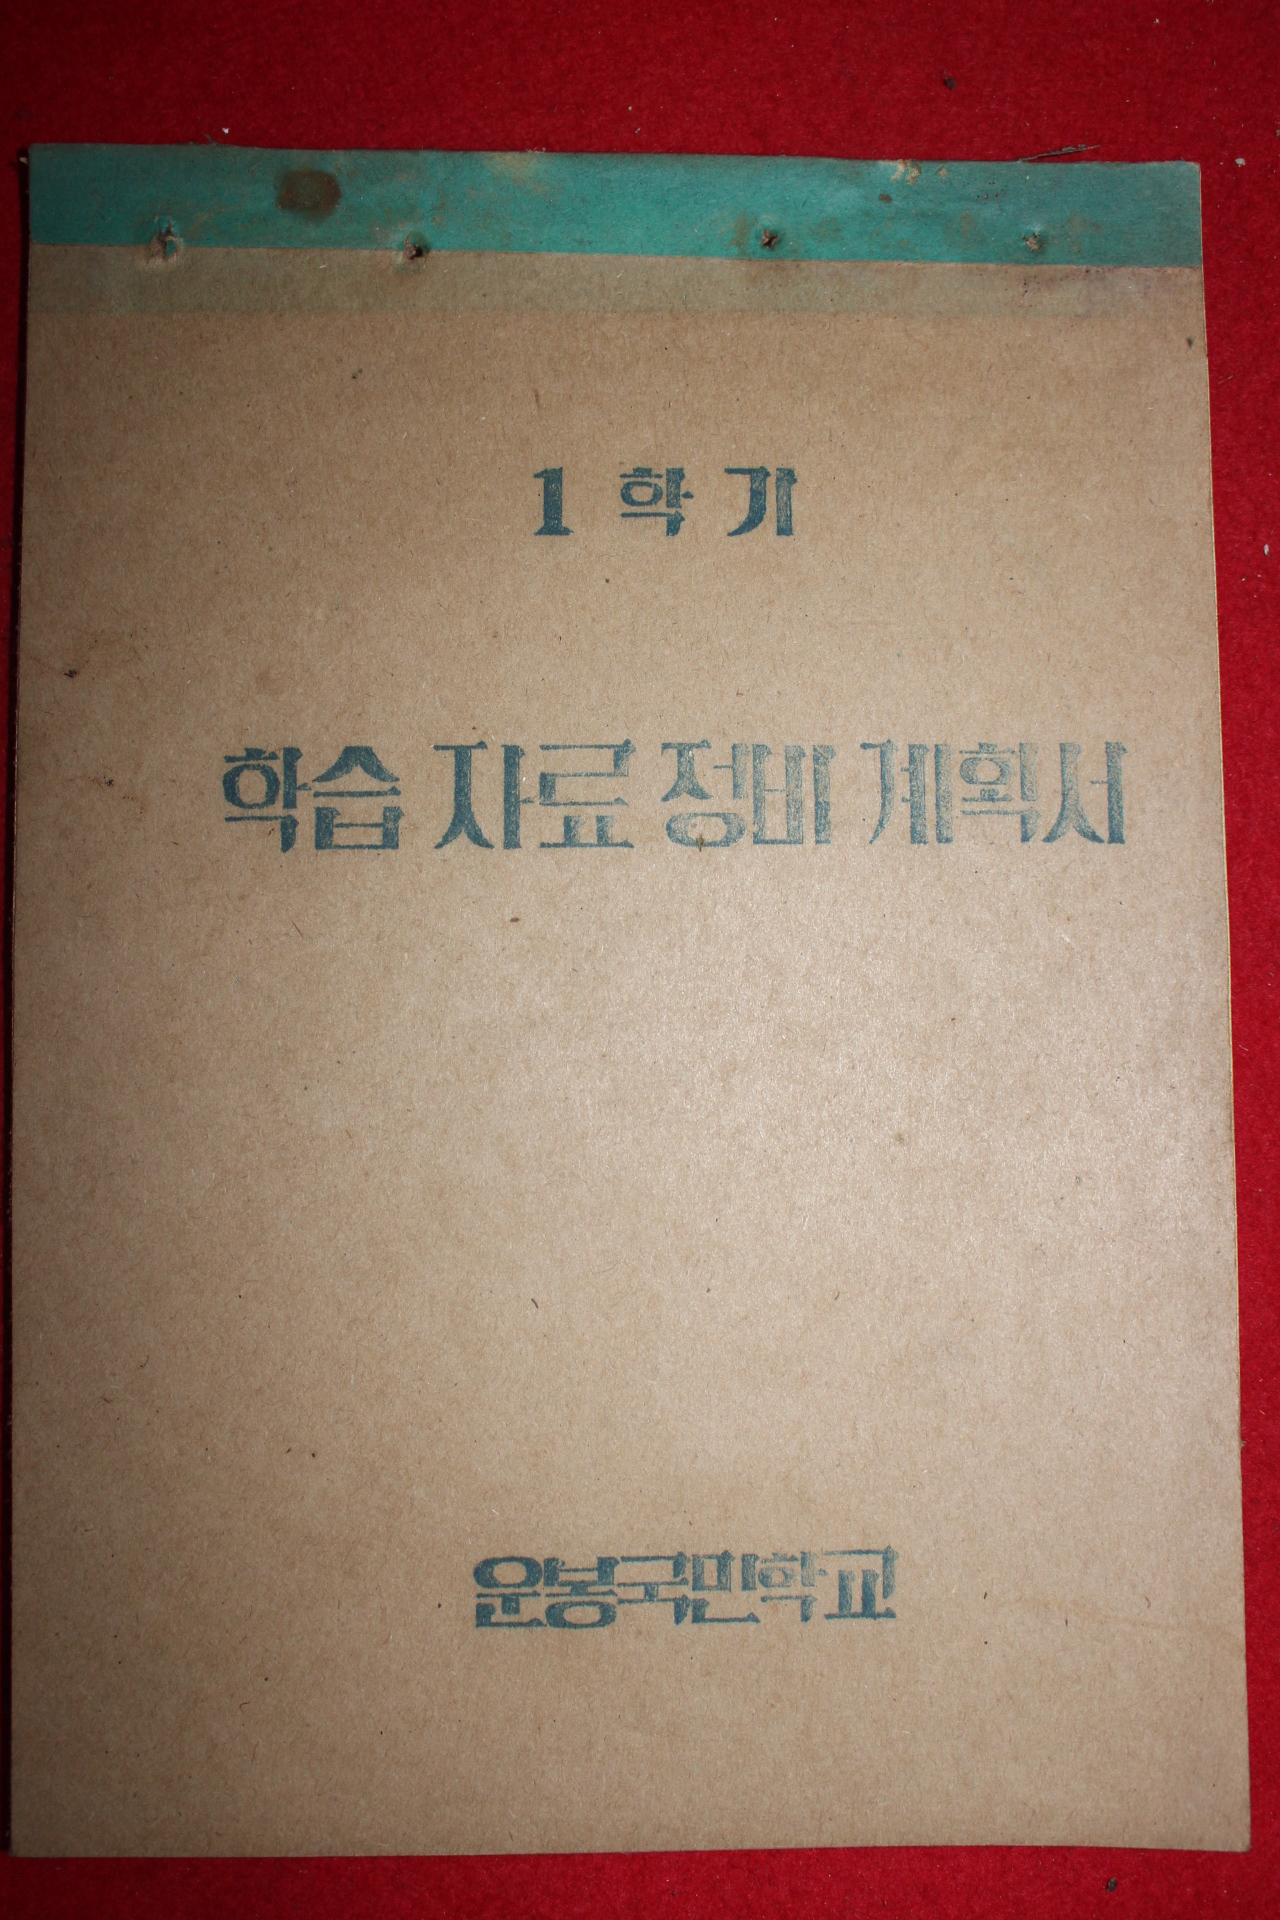 1 학기
학습 자료 정비 계획서
운봉국민학교